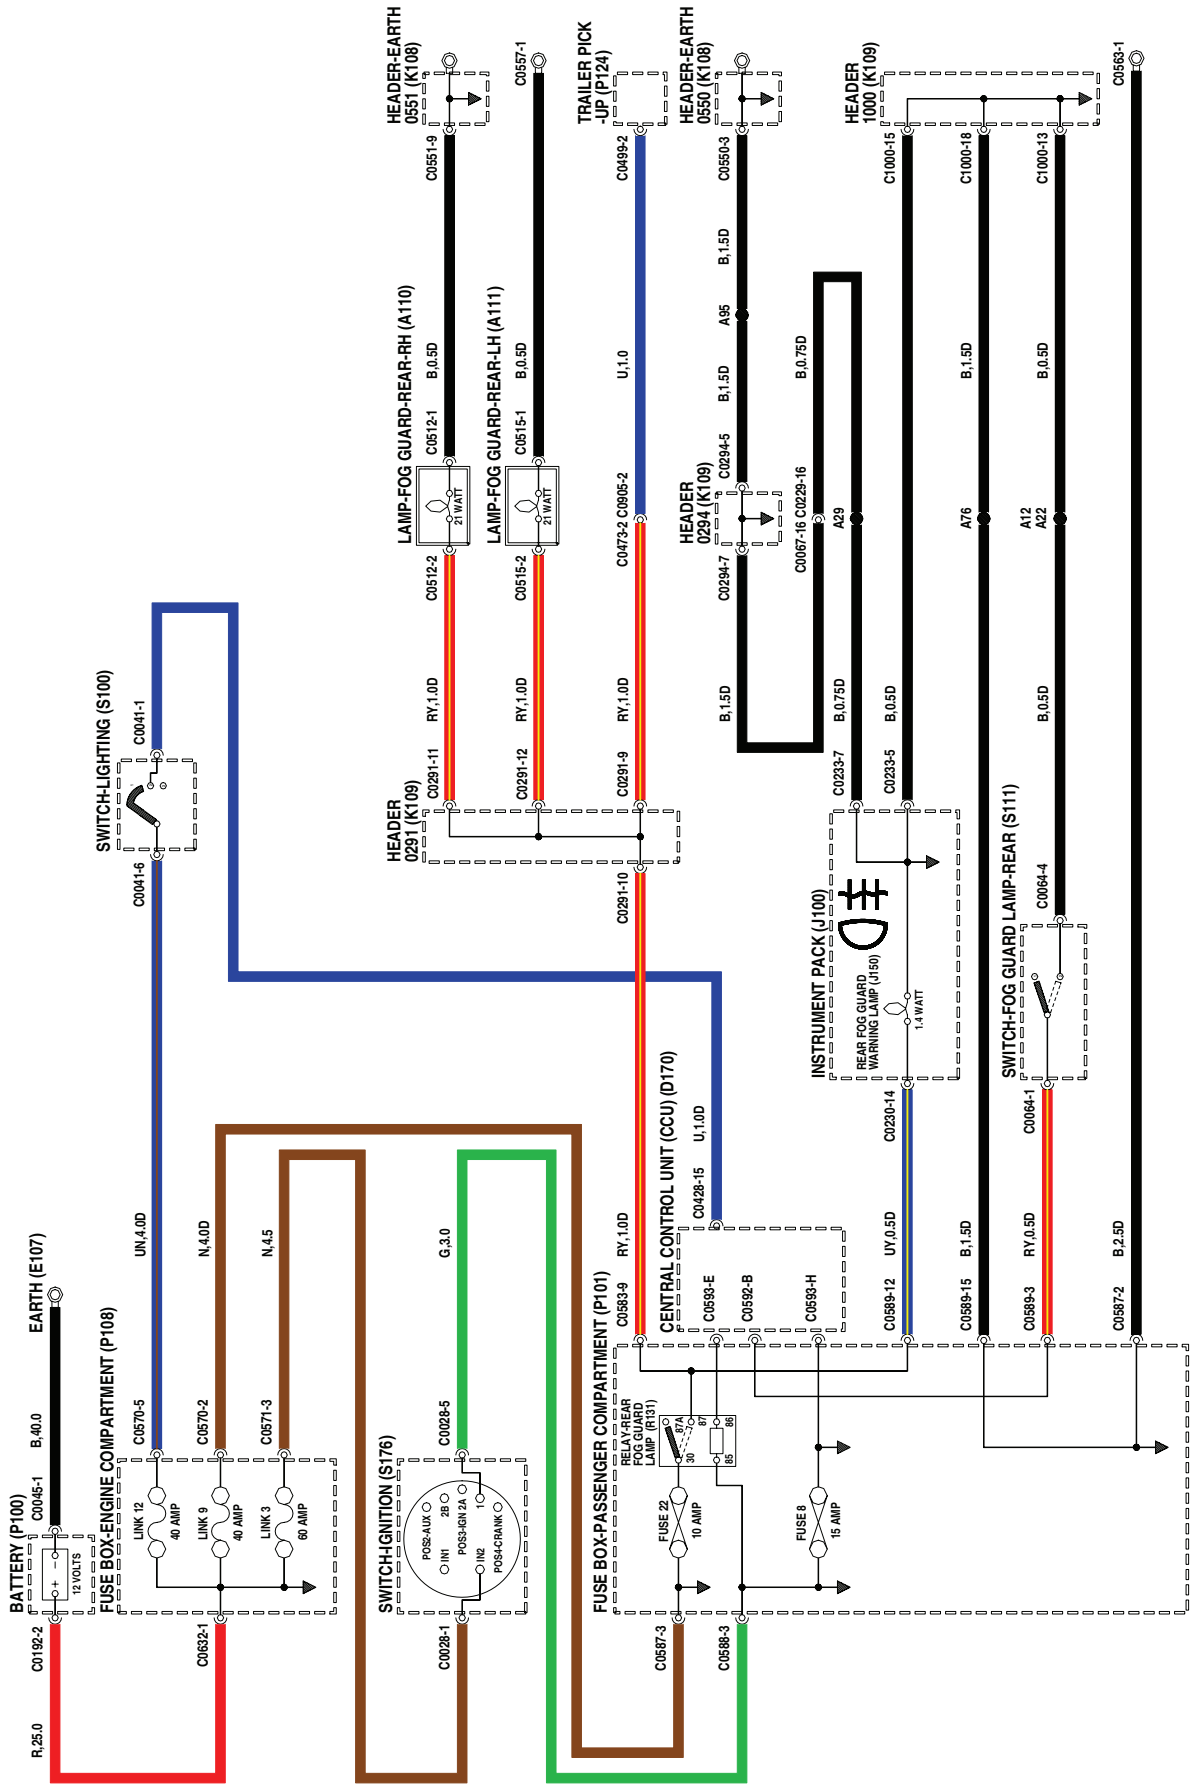 BATTERY (P100)
C0192-2
R,25.0
12 VOLTS
+
-
C0045-1
B,40.0
EARTH (E107)
FUSE BOX-ENGINE COMPARTMENT (P108)
C0632-1
LINK 12
40 AMP
LINK 9
40 AMP
LINK 3
60 AMP
C0570-5
C0570-2
C0571-3
UN,4.0D
N,4.0D
N,4.5
SWITCH-LIGHTING (S100)
C0041-6
C0041-1
SWITCH-IGNITION (S176)
C0028-1
POS2-AUX
2B
IN1
POS3-IGN 2A
IN2
1
POS4-CRANK
C0028-5
G,3.0
HEADER
0291 (K109)
C0291-10
C0291-11
C0291-12
C0291-9
RY,1.0D
RY,1.0D
RY,1.0D
C0512-2
C0515-2
C0473-2
C0905-2
LAMP-FOG GUARD-REAR-RH (A110)
21 WATT
LAMP-FOG GUARD-REAR-LH (A111)
21 WATT
C0512-1
C0515-1
B,0.5D
B,0.5D
U,1.0
C0551-9
HEADER-EARTH
0551 (K108)
C0557-1
C0499-2
TRAILER PICK
-UP (P124)
FUSE BOX-PASSENGER COMPARTMENT (P101)
C0587-3
C0588-3
FUSE 22
10 AMP
FUSE 8
15 AMP
RELAY-REAR
FOG GUARD
LAMP (R131)
30
87A
87
85
86
C0583-9
RY,1.0D
CENTRAL CONTROL UNIT (CCU) (D170)
C0593-E
C0592-B
C0593-H
C0428-15
U,1.0D
C0589-12
C0589-15
C0589-3
C0587-2
UY,0.5D
B,1.5D
RY,0.5D
B,2.5D
C0230-14
C0064-1
INSTRUMENT PACK (J100)
REAR FOG GUARD
WARNING LAMP (J150)
1.4 WATT
C0233-7
C0233-5
B,0.75D
B,0.5D
SWITCH-FOG GUARD LAMP-REAR (S111)
C0064-4
B,0.5D
B,1.5D
C0294-7
HEADER
0294 (K109)
C0294-5
B,1.5D
A95
B,1.5D
C0550-3
HEADER-EARTH
0550 (K108)
C0067-16
C0229-16
B,0.75D
A29
A76
A12
A22
B,1.5D
B,0.5D
C1000-15
C1000-18
C1000-13
HEADER
1000 (K109)
C0563-1